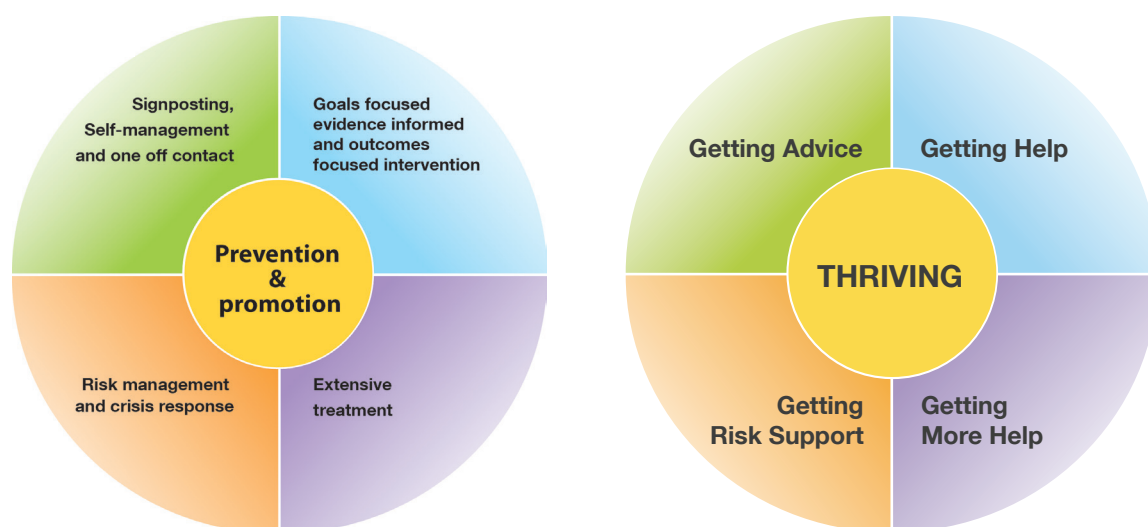 Signposting,
Self-management
and one off contact
Goals focused
evidence informed
and outcomes
focused intervention
Prevention
&
promotion
Risk management
and crisis response
Extensive
treatment
Getting Advice
Getting Help
THRIVING
Getting
Risk Support
Getting
More Help